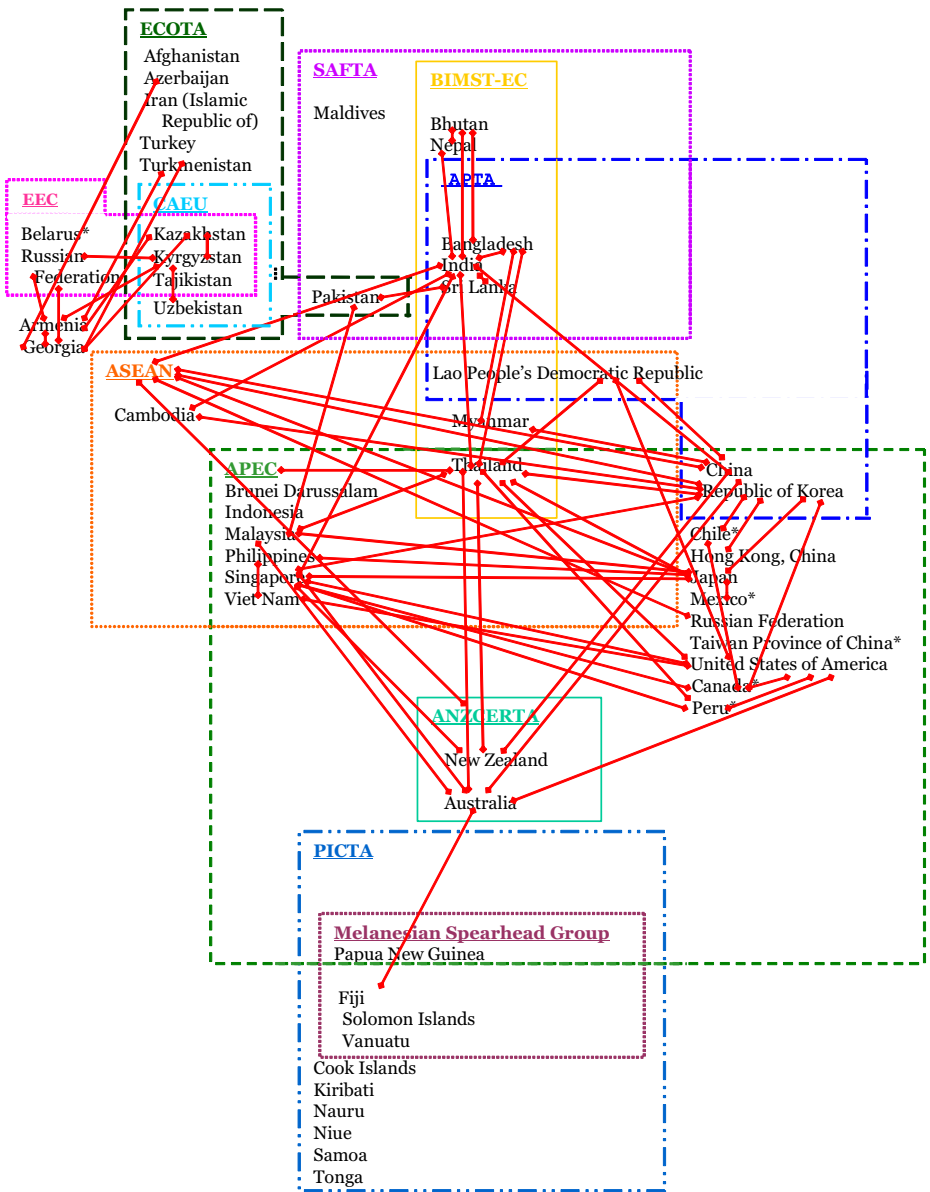 ECOTA
Afghanistan
Azerbaijan
Iran (Islamic
Republic of)
Turkey
Turkmenistan
SAFTA
Maldives
BIMST-EC
Bhutan
Nepal
APTA
EEC
Belarus*
Russian
Federation
CAEU
Kazakhstan
Kyrgyzstan
Tajikistan
Uzbekistan
Bangladesh
India
Sri Lanka
Pakistan
Armenia
Georgia
ASEAN
Lao People's Democratic Republic
Cambodia
Myanmar
APEC
Thailand
China
Brunei Darussalam
Republic of Korea
Indonesia
Malaysia
Chile*
Philippines
Hong Kong, China
Singapore
Japan
Viet Nam
Mexico*
Russian Federation
Taiwan Province of China*
United States of America
Canada*
Peru*
ANZCERTA
New Zealand
Australia
PICTA
Melanesian Spearhead Group
Papua New Guinea
Fiji
Solomon Islands
Vanuatu
Cook Islands
Kiribati
Nauru
Niue
Samoa
Tonga